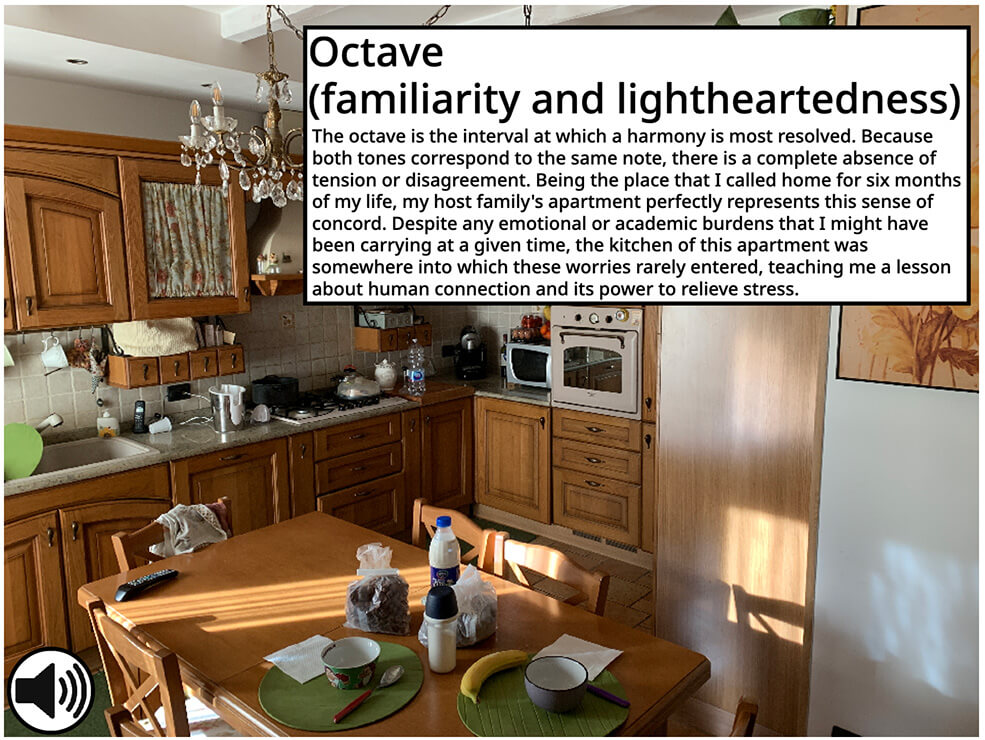 Octave
(familiarity and lightheartedness)
The octave is the interval at which a harmony is most resolved. Because
both tones correspond to the same note, there is a complete absence of
tension or disagreement. Being the place that I called home for six months
of my life, my host family's apartment perfectly represents this sense of
concord. Despite any emotional or academic burdens that I might have
been carrying at a given time, the kitchen of this apartment was
somewhere into which these worries rarely entered, teaching me a lesson
about human connection and its power to relieve stress.